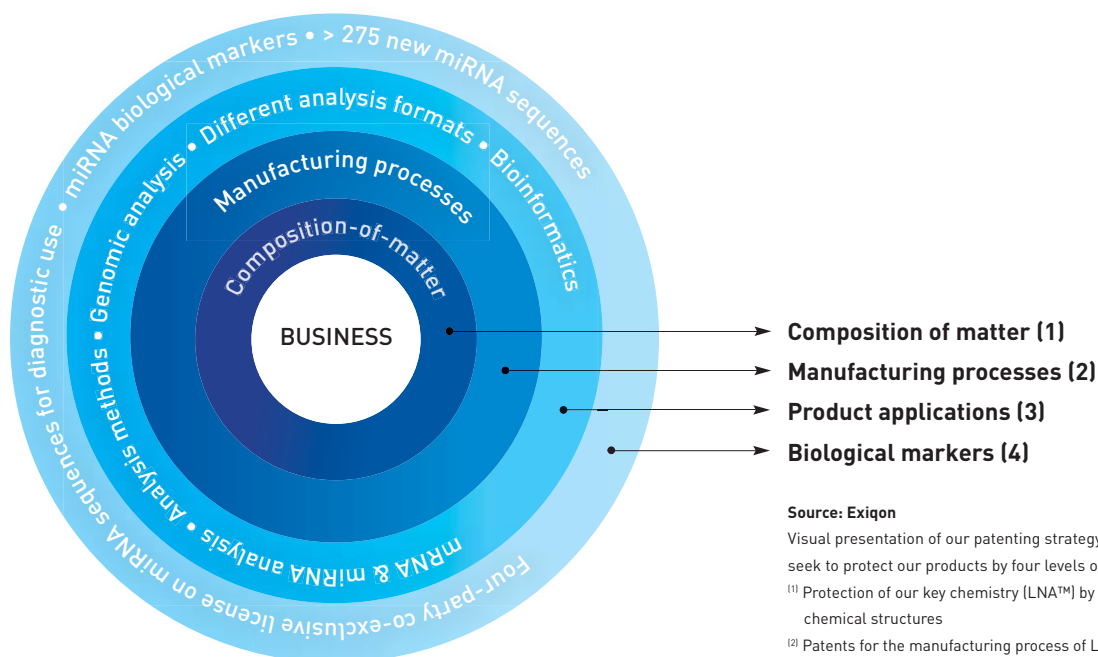 Four-party co-exclusive license on miRNA sequences for diagnostic use • miRNA biological markers • > 275 new miRNA sequences
mRNA & miRNA analysis • Analysis methods • Genomic analysis • Different analysis formats • Bioinformatics
Manufacturing processes
Composition-of-matter
BUSINESS
Composition of matter (1)
Manufacturing processes (2)
Product applications (3)
Biological markers (4)
Source: Exiqon
Visual presentation of our patenting strategy
seek to protect our products by four levels o
(1) Protection of our key chemistry (LNA™) by
chemical structures
(2) Patents for the manufacturing process of L